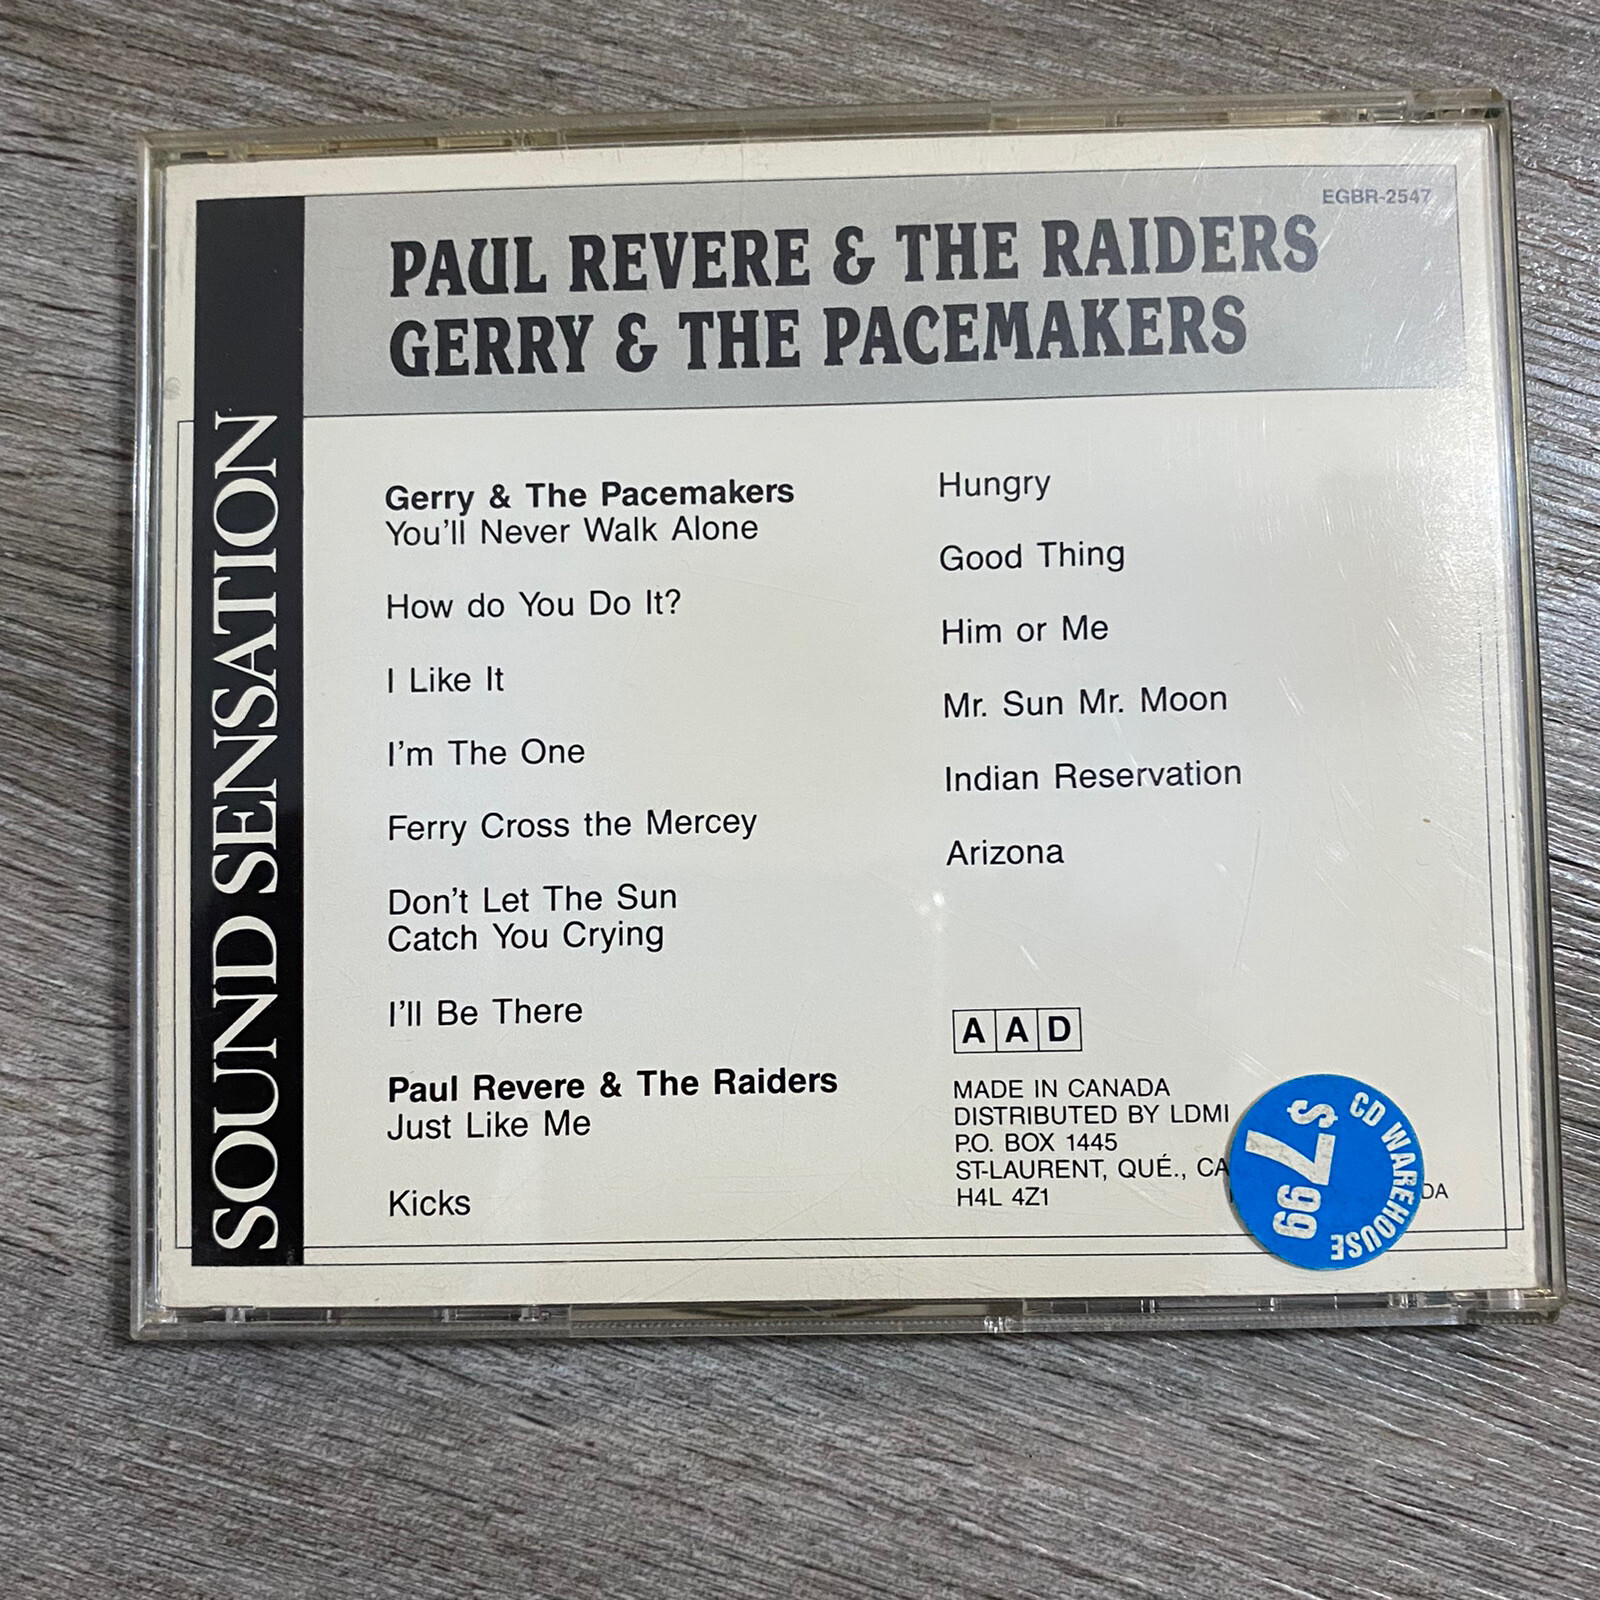 EGBR-2547
PAUL REVERE & THE RAIDERS
GERRY & THE PACEMAKERS
SOUND SENSATION
Gerry & The Pacemakers
You'll Never Walk Alone
How do You Do It?
I Like It
I'm The One
Ferry Cross the Mercey
Don't Let The Sun
Catch You Crying
I'll Be There
Paul Revere & The Raiders
Just Like Me
Kicks
Hungry
Good Thing
Him or Me
Mr. Sun Mr. Moon
Indian Reservation
Arizona
AAD
MADE IN CANADA
DISTRIBUTED BY LDMI
P.O. BOX 1445
ST-LAURENT, QUÉ., CA
H4L 4Z1
DA
CD WAREHOUSE
$7.99